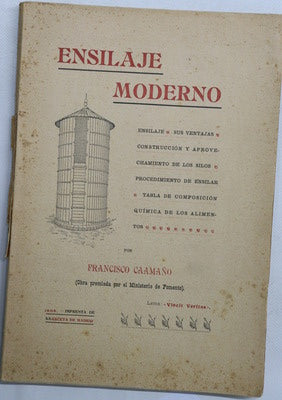 ENSILAJE
MODERNO
ENSILAJE SUS VENTAJAS
CONSTRUCCIÓN Y APROVE-
CHAMIENTO DE LOS SILOS
PROCEDIMIENTO DE ENSILAR
TABLA DE COMPOSICIÓN
QUÍMICA DE LOS ALIMEN-
TOS
POR
FRANCISCO CAAMAÑO
(Obra premiada por el Ministerio de Fomento).
Lema: «Vincit Veritas».
IMPRENTA DE
GACETA DE MADRID